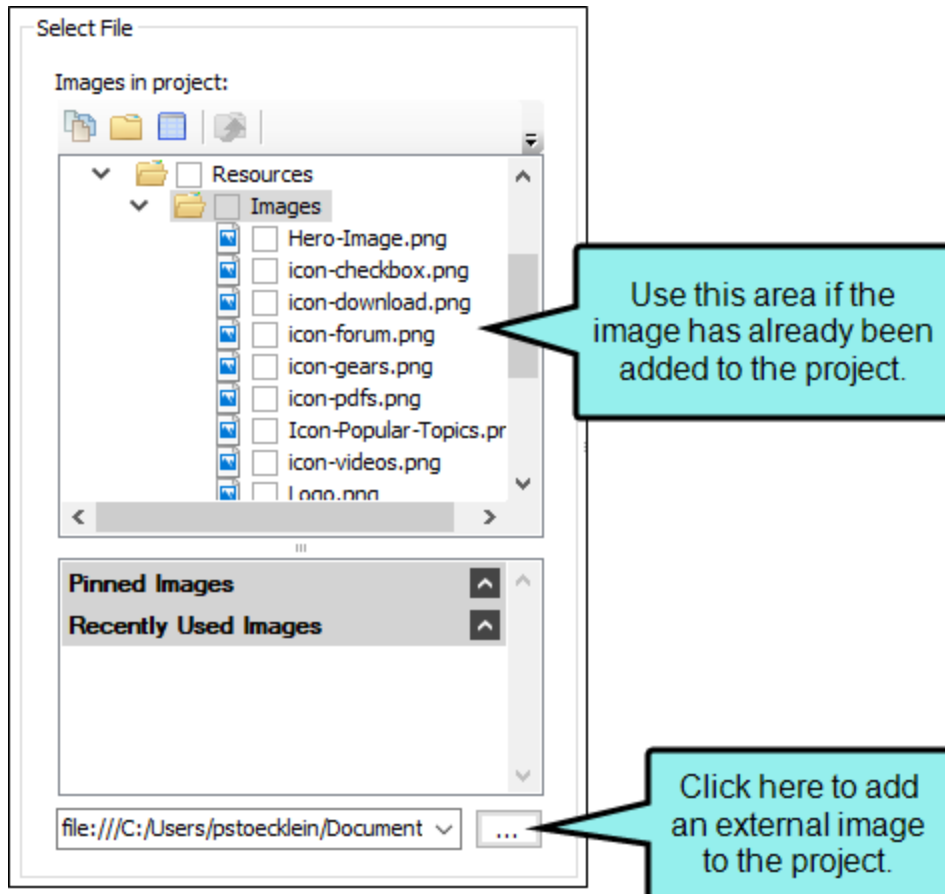 Select File
Images in project:
Resources
Images
Hero-Image.png
icon-checkbox.png
icon-download.png
icon-forum.png
icon-gears.png
icon-pdfs.png
Icon-Popular-Topics.pr
icon-videos.png
Logo.png
Use this area if the
image has already been
added to the project.
Pinned Images
Recently Used Images
file:///C:/Users/pstoecklein/Document
...
Click here to add
an external image
to the project.